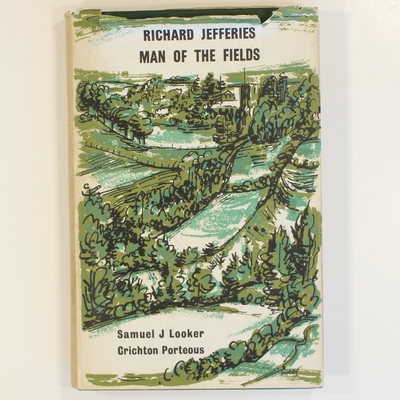 RICHARD JEFFERIES
MAN OF THE FIELDS
Samuel J Looker
Crichton Porteous